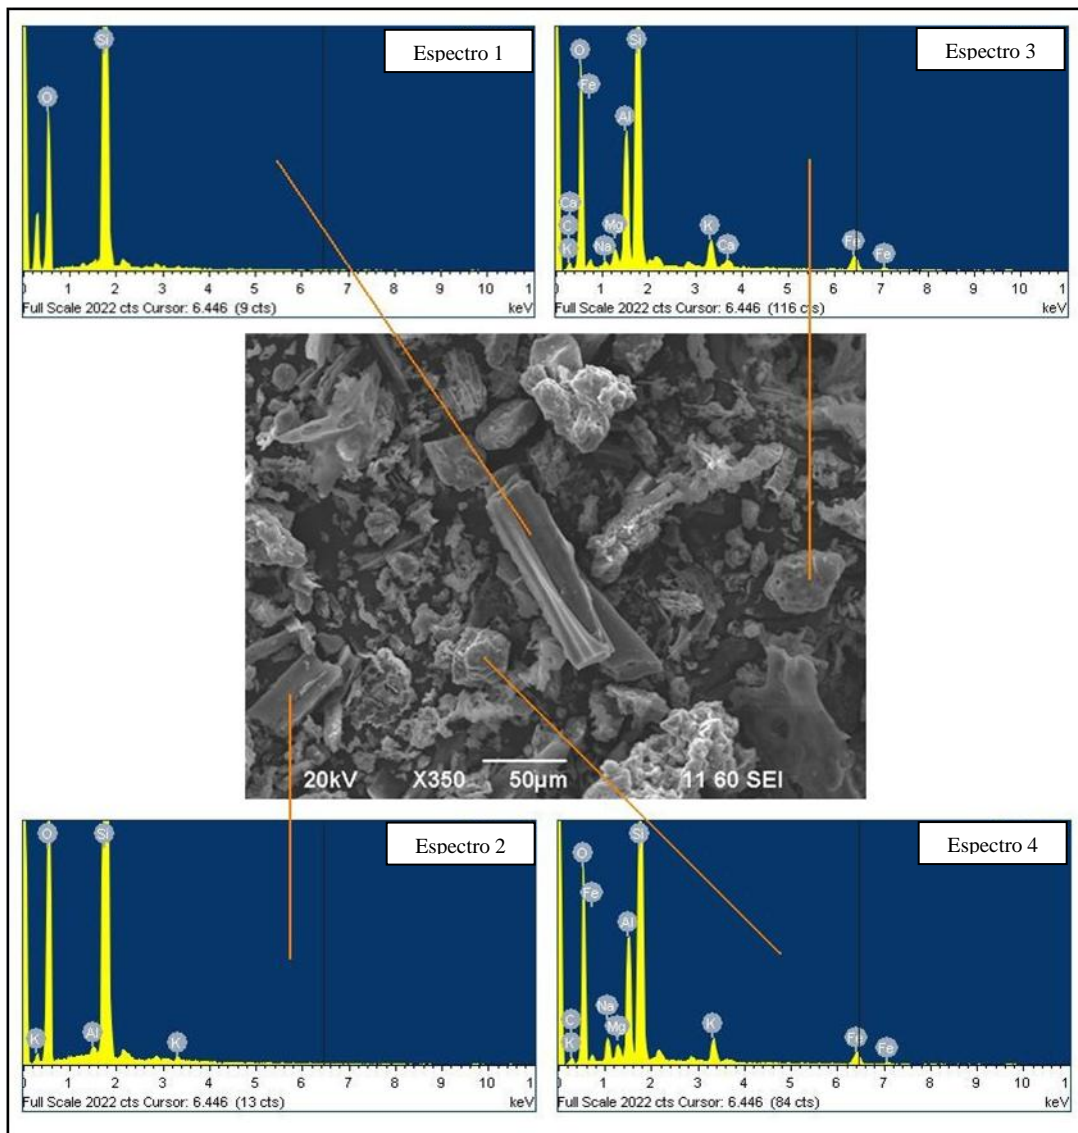 Espectro 1
Si
O
0 1 2 3 4 5 6 7 8 9 10 1
Full Scale 2022 cts Cursor: 6.446 (9 cts) keV
Espectro 3
Si
O
Fe
Al
Ca
C
K
Na
Mg
K
Ca
Fe
Fe
0 1 2 3 4 5 6 7 8 9 10 1
Full Scale 2022 cts Cursor: 6.446 (116 cts) keV
20kV X350 50µm 11 60 SEI
Espectro 2
O
Si
K
Al
K
0 1 2 3 4 5 6 7 8 9 10 1
Full Scale 2022 cts Cursor: 6.446 (13 cts) keV
Espectro 4
Si
O
Fe
Al
Na
C
K
Mg
K
Fe
Fe
0 1 2 3 4 5 6 7 8 9 10 1
Full Scale 2022 cts Cursor: 6.446 (84 cts) keV